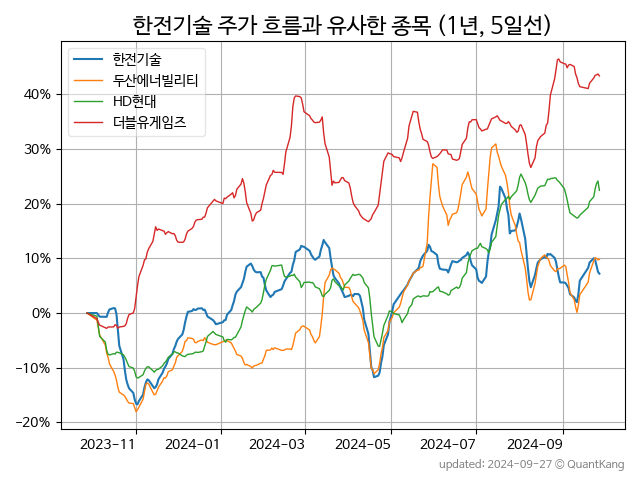 한전기술 주가 흐름과 유사한 종목 (1년, 5일선)
한전기술
두산에너빌리티
HD현대
더블유게임즈
40%
30%
20%
10%
0%
−10%
−20%
2023-11
2024-01
2024-03
2024-05
2024-07
2024-09
updated: 2024-09-27 © QuantKang